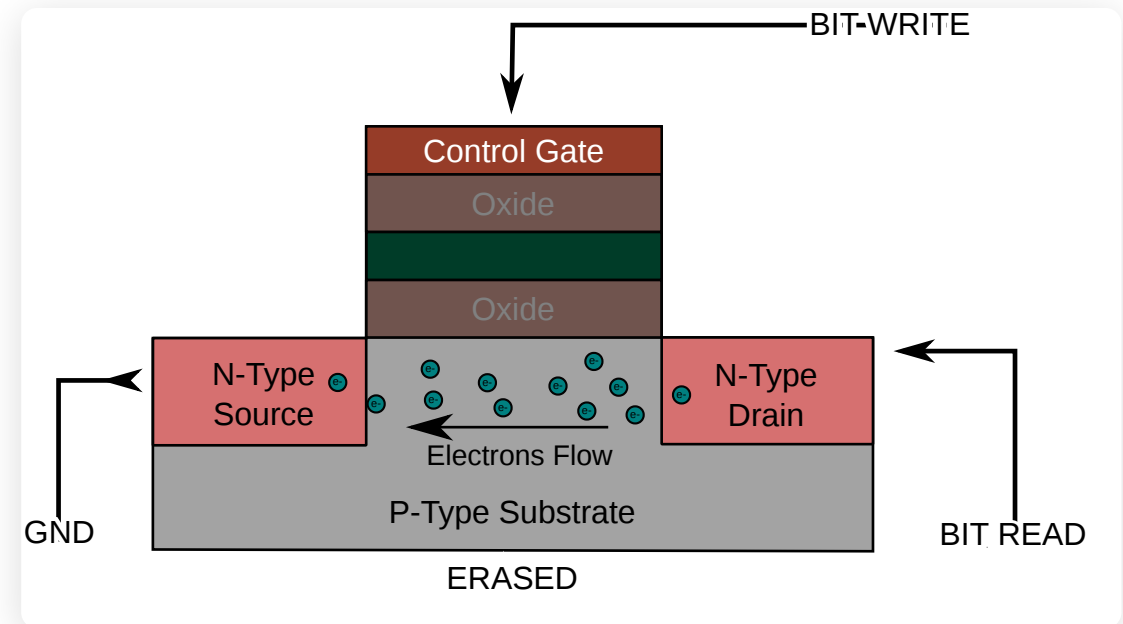 BIT-WRITE
Control Gate
Oxide
Oxide
N-Type
Source
N-Type
Drain
e-
e-
e-
e-
e-
e-
e-
e-
e-
e-
e-
e-
e-
Electrons Flow
P-Type Substrate
GND
BIT READ
ERASED